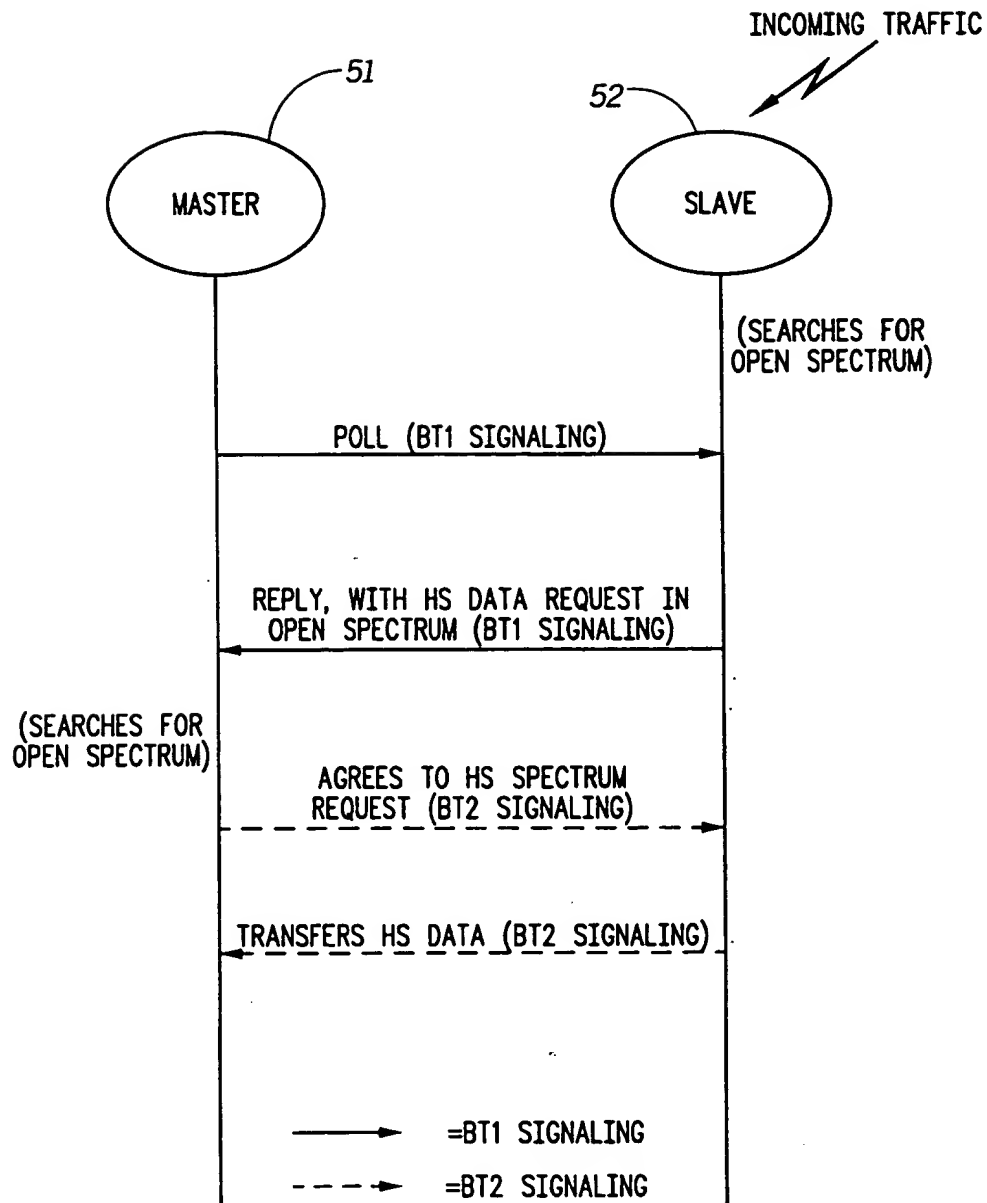 INCOMING TRAFFIC
51
52
MASTER
SLAVE
(SEARCHES FOR
OPEN SPECTRUM)
POLL (BT1 SIGNALING)
REPLY, WITH HS DATA REQUEST IN
OPEN SPECTRUM (BT1 SIGNALING)
(SEARCHES FOR
OPEN SPECTRUM)
AGREES TO HS SPECTRUM
REQUEST (BT2 SIGNALING)
TRANSFERS HS DATA (BT2 SIGNALING)
=BT1 SIGNALING
=BT2 SIGNALING